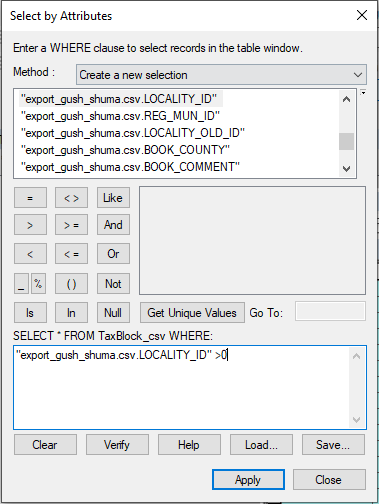 Select by Attributes
Enter a WHERE clause to select records in the table window.
Method : Create a new selection
"export_gush_shuma.csv.LOCALITY_ID"
"export_gush_shuma.csv.REG_MUN_ID"
"export_gush_shuma.csv.LOCALITY_OLD_ID"
"export_gush_shuma.csv.BOOK_COUNTY"
"export_gush_shuma.csv.BOOK_COMMENT"
= < > Like
> > = And
< < = Or
_ % ( ) Not
Is In Null Get Unique Values Go To:
SELECT * FROM TaxBlock_csv WHERE:
"export_gush_shuma.csv.LOCALITY_ID" >0
Clear Verify Help Load... Save...
Apply Close